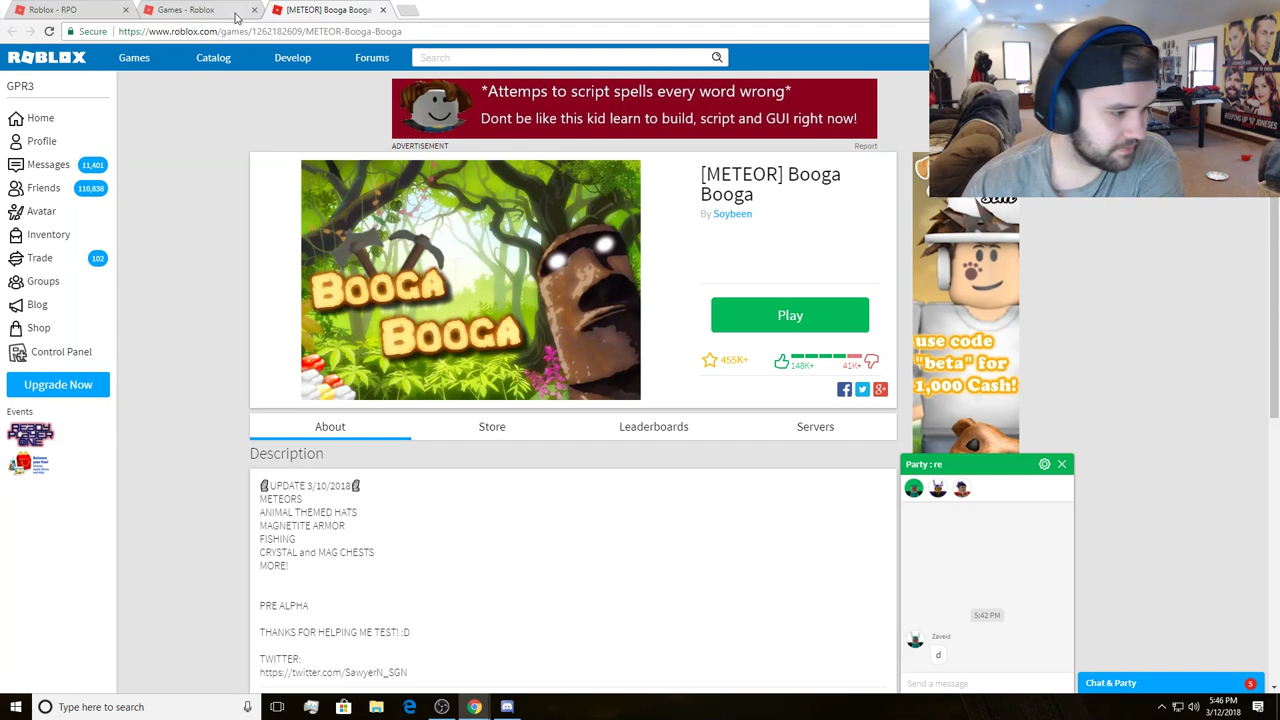 Roblox - RPO
Games - Roblox
[METEOR] Booga Booga
Secure
https://www.roblox.com/games/1262182609/METEOR-Booga-Booga
ROBLOX
Games
Catalog
Develop
Forums
Search
GPR3
Home
Profile
Messages 11,401
Friends 110,838
Avatar
Inventory
Trade 102
Groups
Blog
Shop
Control Panel
Upgrade Now
Events
READY PLAYER ONE
*Attemps to script spells every word wrong*
Dont be like this kid learn to build, script and GUI right now!
ADVERTISEMENT
Report
BOOGA
BOOGA
[METEOR] Booga
Booga
By Soybeen
Play
455K+
148K+
41K+
About
Store
Leaderboards
Servers
Description
UPDATE 3/10/2018
METEORS
ANIMAL THEMED HATS
MAGNETITE ARMOR
FISHING
CRYSTAL and MAG CHESTS
MORE!
PRE ALPHA
THANKS FOR HELPING ME TEST! :D
TWITTER:
https://twitter.com/SawyerN_SGN
use code
"beta" for
1,000 Cash!
KEEPING UP
JONESES
Party : re
5:42 PM
Zaveid
d
Send a message
Chat & Party 5
Type here to search
5:46 PM
3/12/2018